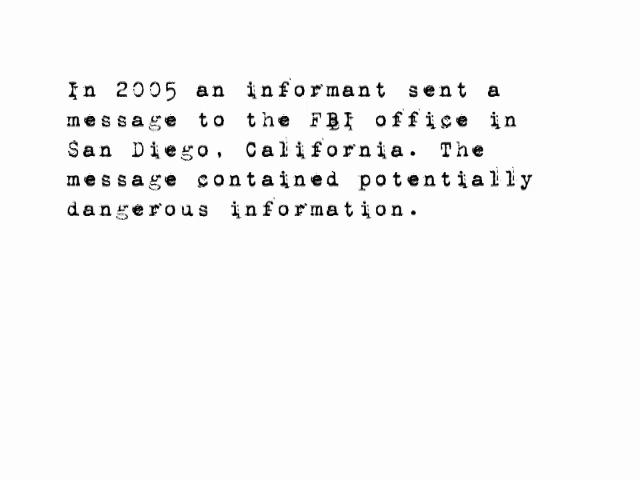 In 2005 an informant sent a
message to the FBI office in
San Diego, California. The
message contained potentially
dangerous information.